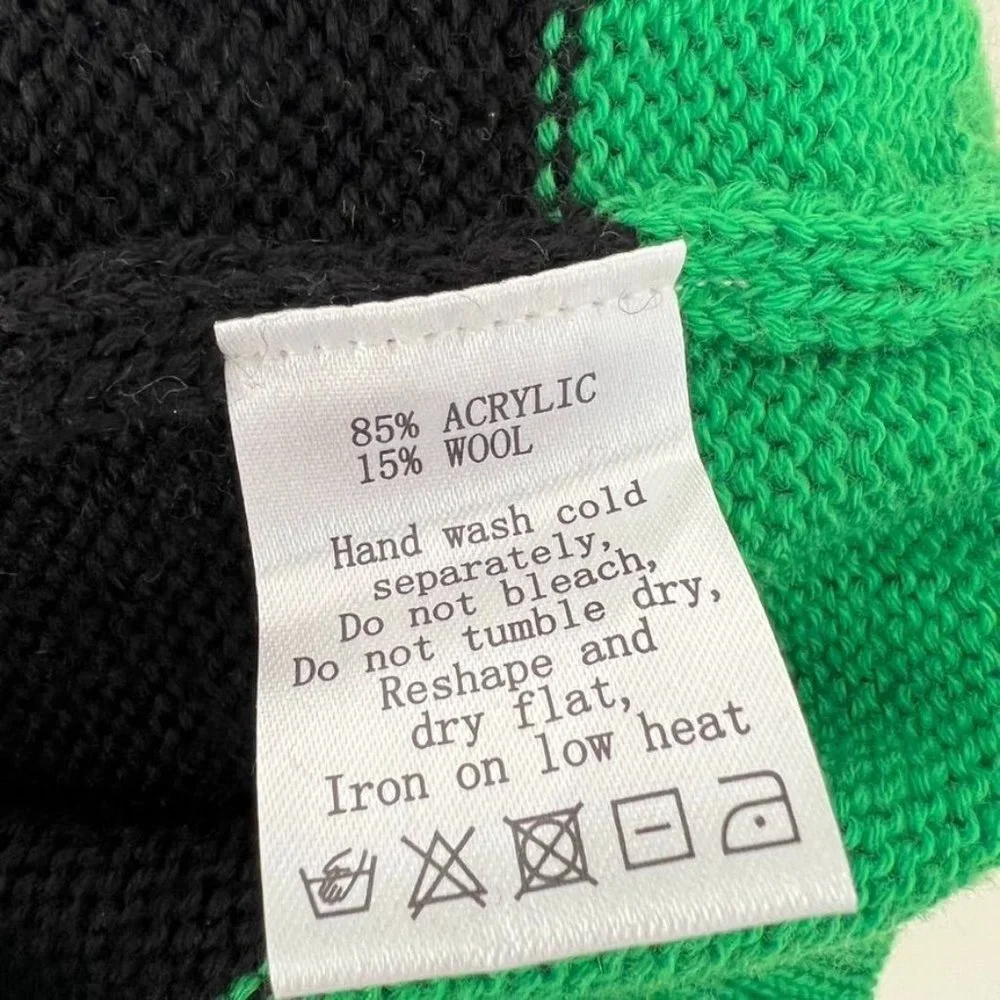 85% ACRYLIC
15% WOOL
Hand wash cold
separately,
Do not bleach,
Do not tumble dry,
Reshape and
dry flat,
Iron on low heat